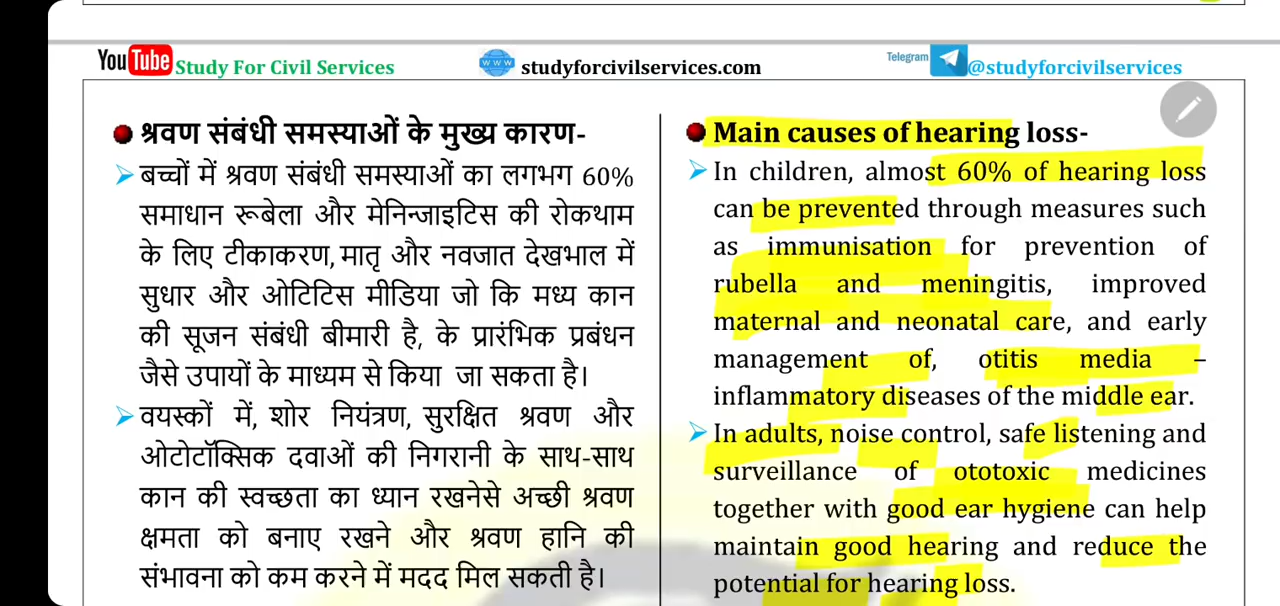 YouTube Study For Civil Services
www studyforcivilservices.com
Telegram @studyforcivilservices
श्रवण संबंधी समस्याओं के मुख्य कारण-
बच्चों में श्रवण संबंधी समस्याओं का लगभग 60%
समाधान रूबेला और मेनिन्जाइटिस की रोकथाम
के लिए टीकाकरण, मातृ और नवजात देखभाल में
सुधार और ओटिटिस मीडिया जो कि मध्य कान
की सूजन संबंधी बीमारी है, के प्रारंभिक प्रबंधन
जैसे उपायों के माध्यम से किया जा सकता है।
वयस्कों में, शोर नियंत्रण, सुरक्षित श्रवण और
ओटोटॉक्सिक दवाओं की निगरानी के साथ-साथ
कान की स्वच्छता का ध्यान रखनेसे अच्छी श्रवण
क्षमता को बनाए रखने और श्रवण हानि की
संभावना को कम करने में मदद मिल सकती है।
Main causes of hearing loss-
In children, almost 60% of hearing loss
can be prevented through measures such
as immunisation for prevention of
rubella and meningitis, improved
maternal and neonatal care, and early
management of, otitis media –
inflammatory diseases of the middle ear.
In adults, noise control, safe listening and
surveillance of ototoxic medicines
together with good ear hygiene can help
maintain good hearing and reduce the
potential for hearing loss.